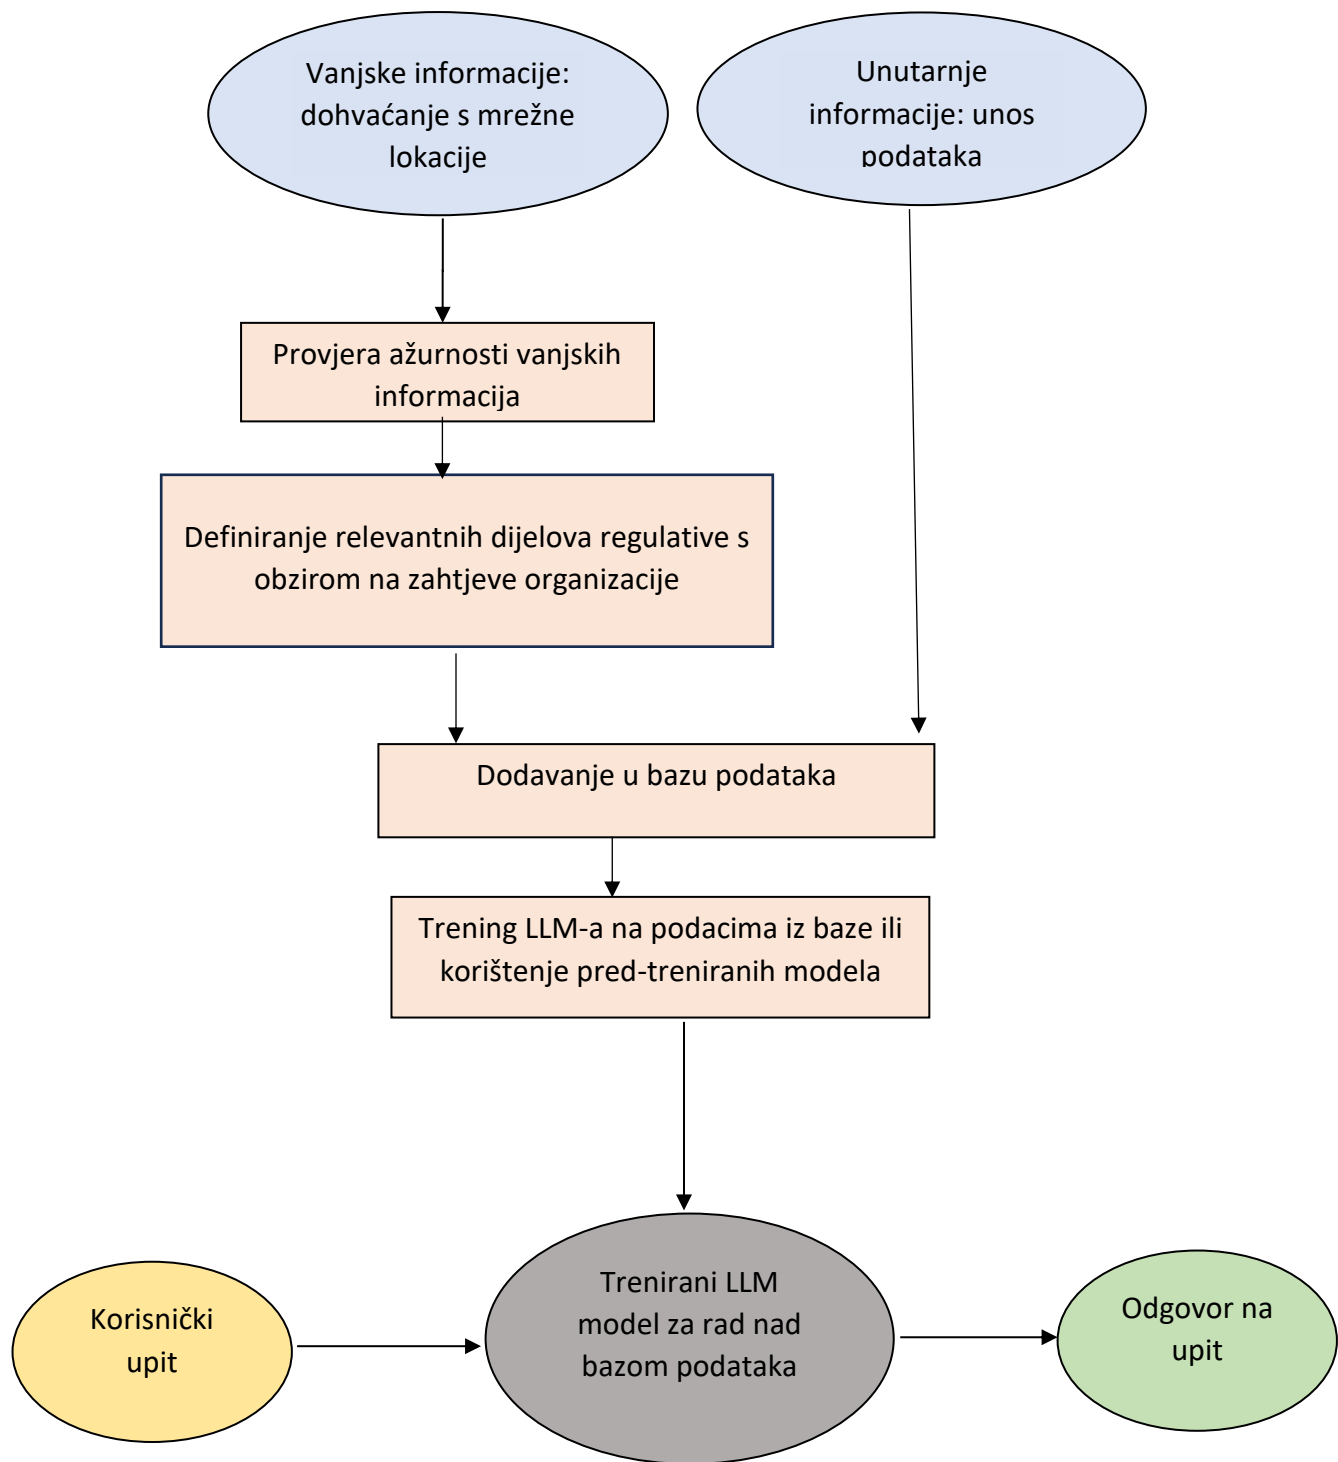 Vanjske informacije:
dohvaćanje s mrežne
lokacije
Unutarnje
informacije: unos
podataka
Provjera ažurnosti vanjskih
informacija
Definiranje relevantnih dijelova regulative s
obzirom na zahtjeve organizacije
Dodavanje u bazu podataka
Trening LLM-a na podacima iz baze ili
korištenje pred-treniranih modela
Korisnički
upit
Trenirani LLM
model za rad nad
bazom podataka
Odgovor na
upit